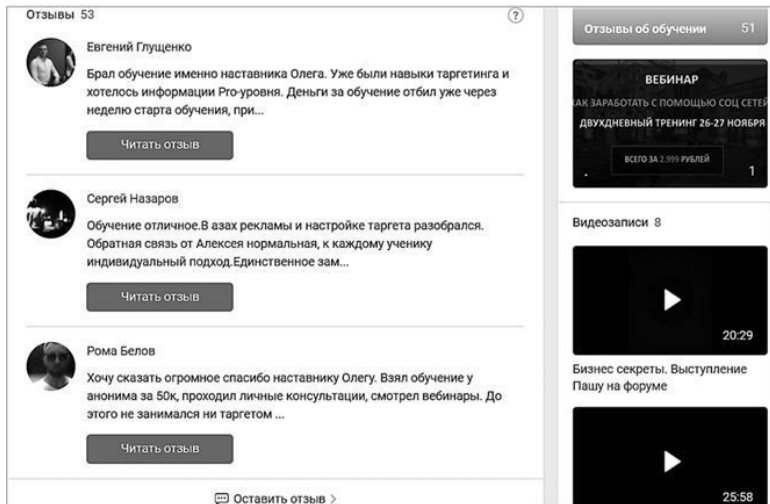 Отзывы 53
?
Евгений Глущенко
Брал обучение именно наставника Олега. Уже были навыки таргетинга и
хотелось информации Pro-уровня. Деньги за обучение отбил уже через
неделю старта обучения, при...
Читать отзыв
Сергей Назаров
Обучение отличное.В азах рекламы и настройке таргета разобрался.
Обратная связь от Алексея нормальная, к каждому ученику
индивидуальный подход.Единственное зам...
Читать отзыв
Рома Белов
Хочу сказать огромное спасибо наставнику Олегу. Взял обучение у
анонима за 50к, проходил личные консультации, смотрел вебинары. До
этого не занимался ни таргетом ...
Читать отзыв
Оставить отзыв >
Отзывы об обучении 51
ВЕБИНАР
КАК ЗАРАБОТАТЬ С ПОМОЩЬЮ СОЦ СЕТЕЙ
ДВУХДНЕВНЫЙ ТРЕНИНГ 26-27 НОЯБРЯ
ВСЕГО ЗА 2.999 РУБЛЕЙ
1
Видеозаписи 8
20:29
Бизнес секреты. Выступление
Пашу на форуме
25:58